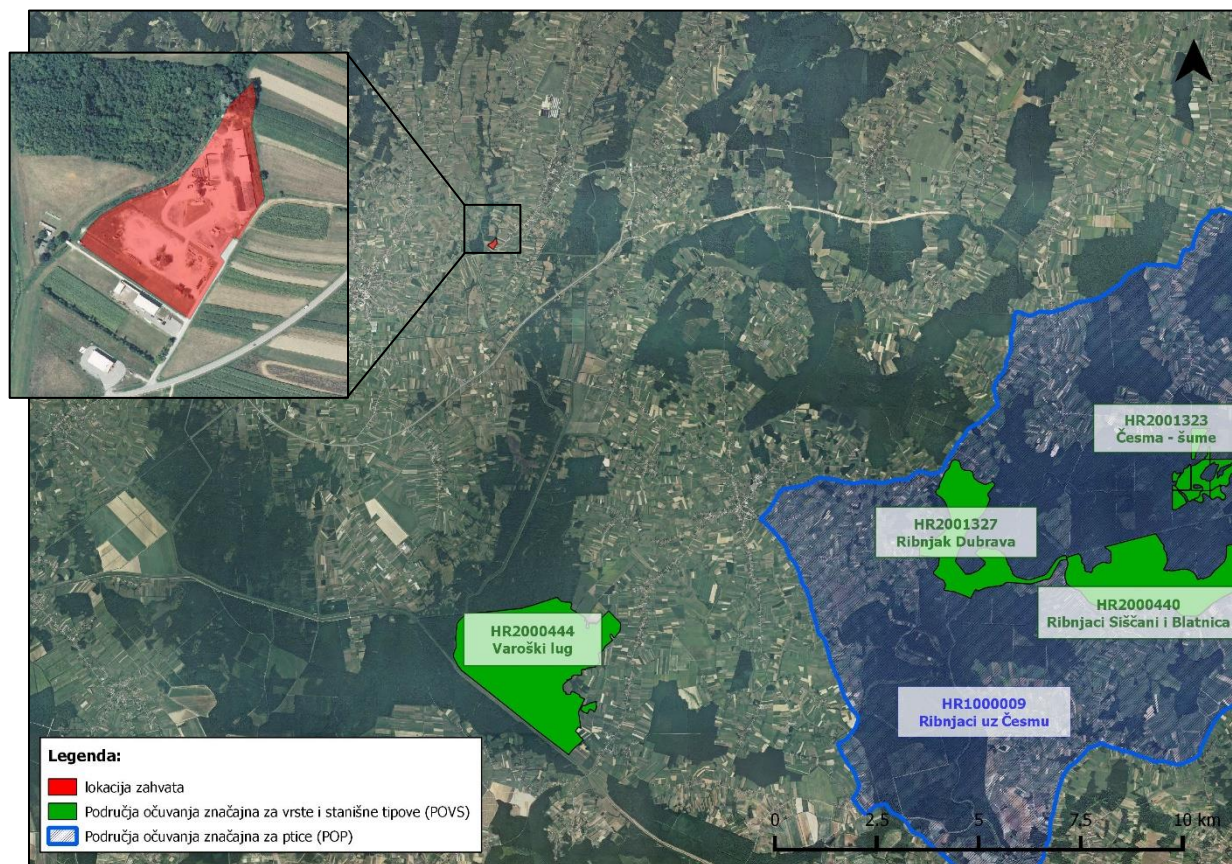 HR2001323
Česma - šume
HR2001327
Ribnjak Dubrava
HR2000440
Ribnjaci Siščani i Blatnica
HR2000444
Varoški lug
HR1000009
Ribnjaci uz Česmu
Legenda:
lokacija zahvata
Područja očuvanja značajna za vrste i stanišne tipove (POVS)
Područja očuvanja značajna za ptice (POP)
0 2,5 5 7,5 10 km